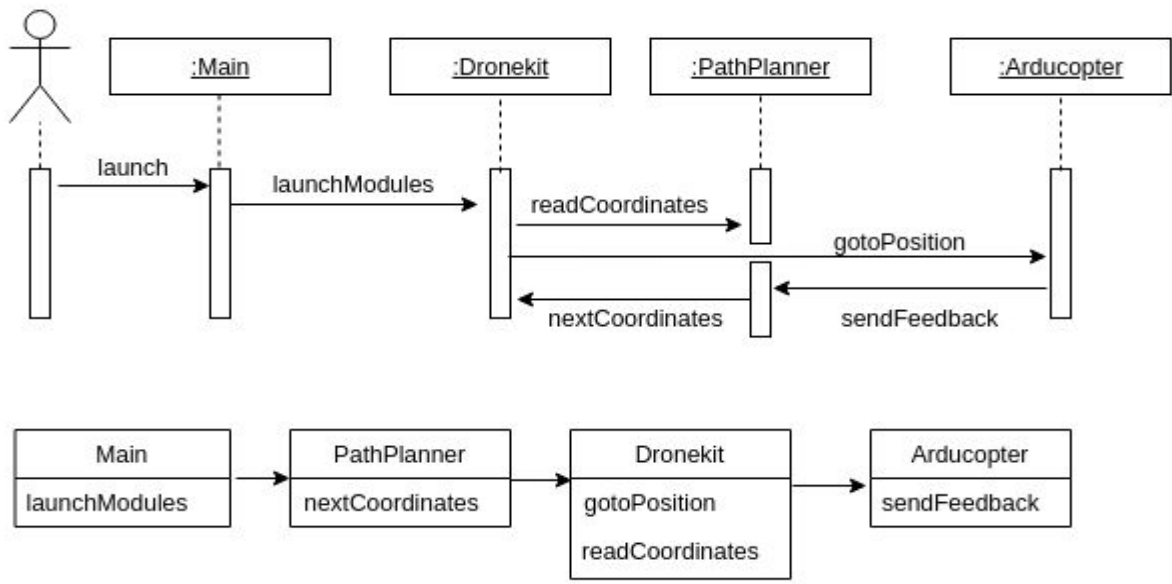 :Main
:Dronekit
:PathPlanner
:Arducopter
launch
launchModules
readCoordinates
gotoPosition
nextCoordinates
sendFeedback
Main
launchModules
PathPlanner
nextCoordinates
Dronekit
gotoPosition
readCoordinates
Arducopter
sendFeedback